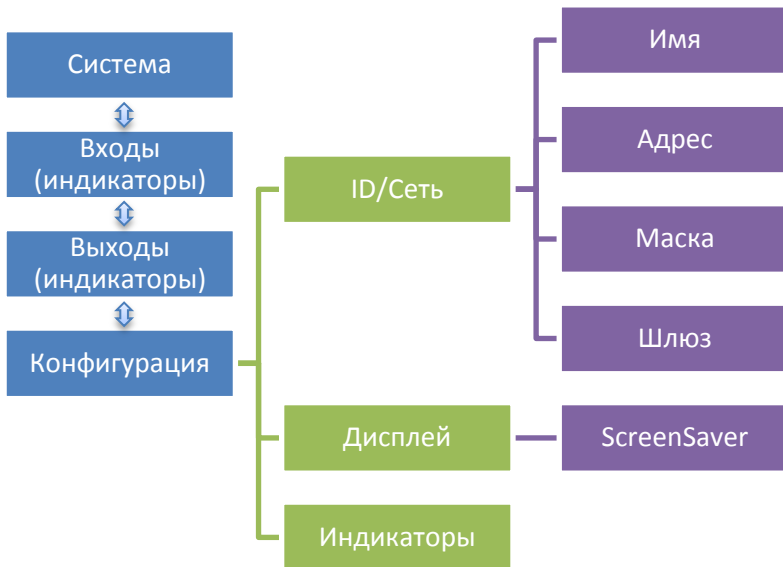 Система
Входы
(индикаторы)
Выходы
(индикаторы)
Конфигурация
ID/Сеть
Дисплей
Индикаторы
Имя
Адрес
Маска
Шлюз
ScreenSaver